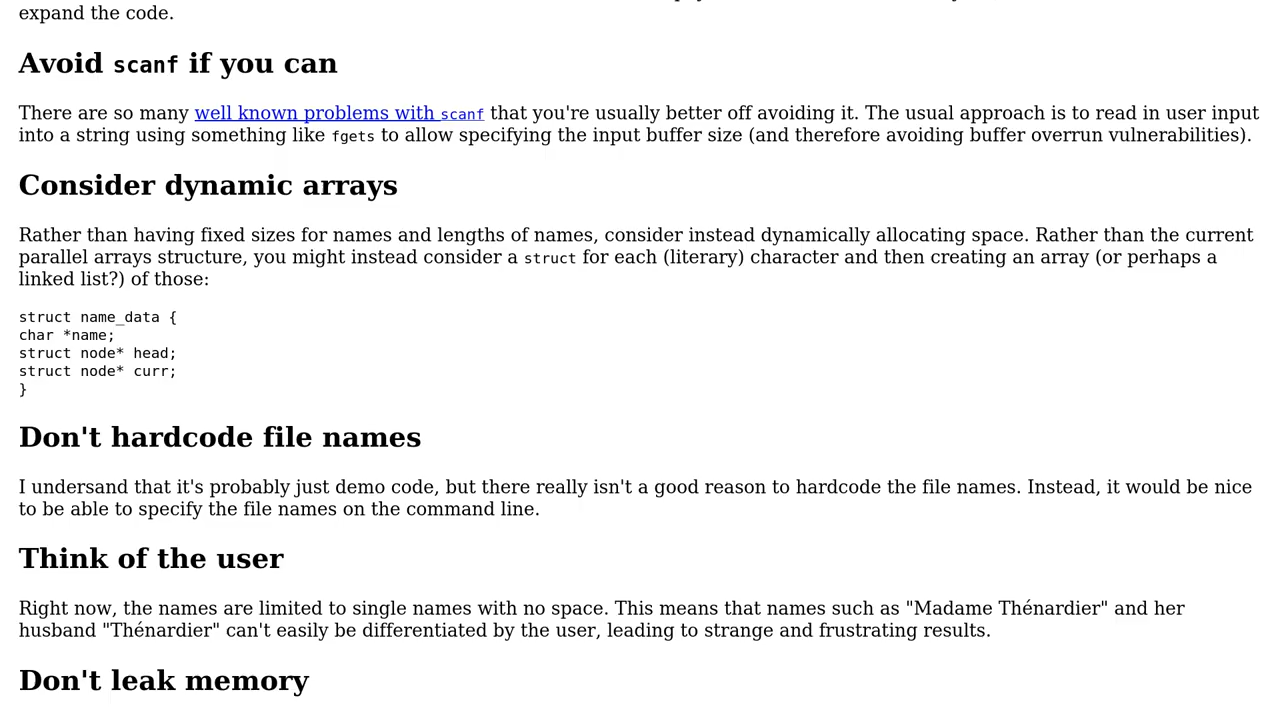 expand the code.
Avoid scanf if you can
There are so many well known problems with scanf that you're usually better off avoiding it. The usual approach is to read in user input
into a string using something like fgets to allow specifying the input buffer size (and therefore avoiding buffer overrun vulnerabilities).
Consider dynamic arrays
Rather than having fixed sizes for names and lengths of names, consider instead dynamically allocating space. Rather than the current
parallel arrays structure, you might instead consider a struct for each (literary) character and then creating an array (or perhaps a
linked list?) of those:
struct name_data {
char *name;
struct node* head;
struct node* curr;
}
Don't hardcode file names
I undersand that it's probably just demo code, but there really isn't a good reason to hardcode the file names. Instead, it would be nice
to be able to specify the file names on the command line.
Think of the user
Right now, the names are limited to single names with no space. This means that names such as "Madame Thénardier" and her
husband "Thénardier" can't easily be differentiated by the user, leading to strange and frustrating results.
Don't leak memory